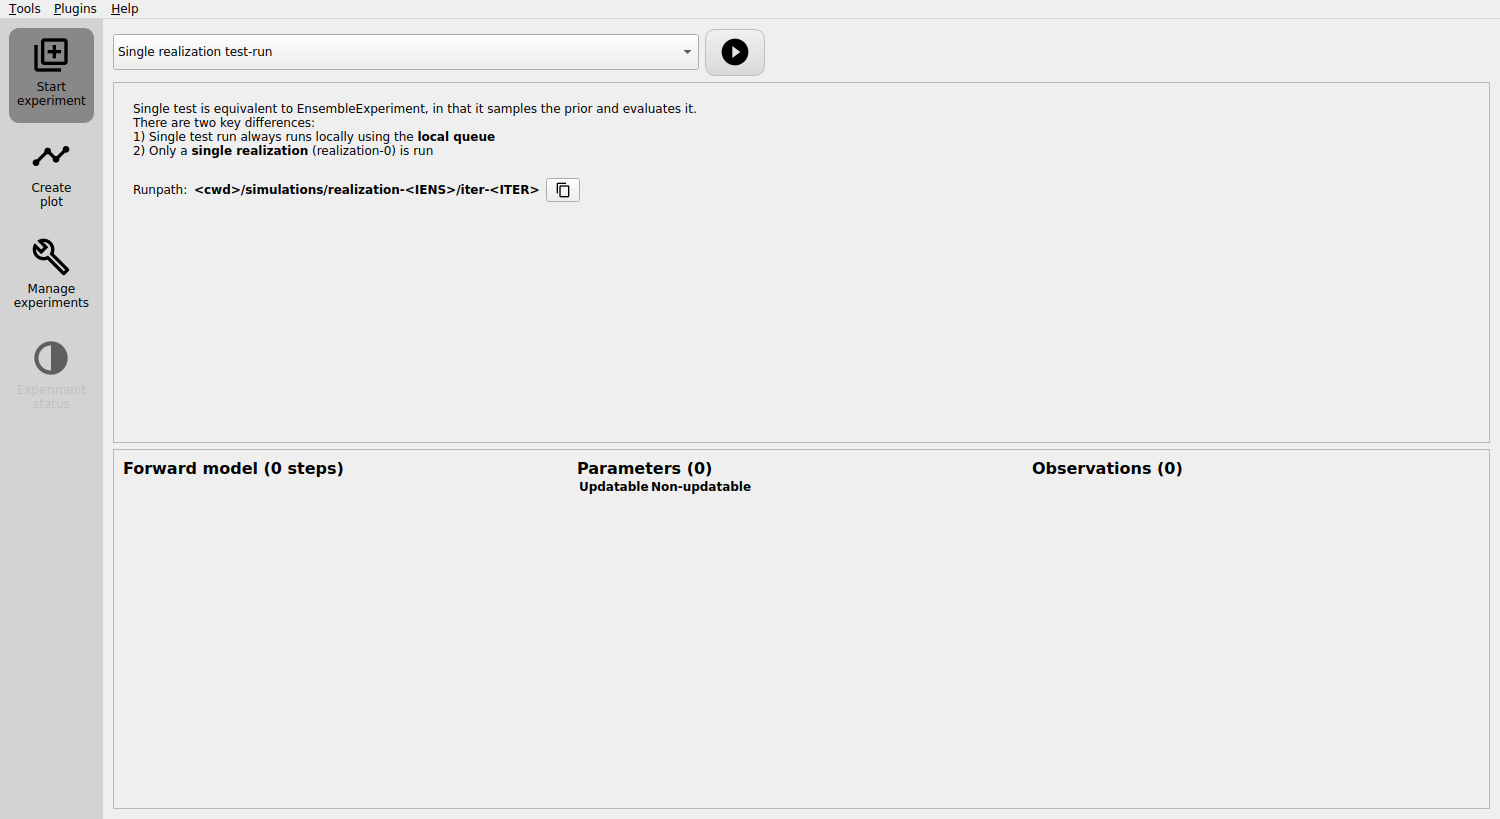 Tools Plugins Help
Start
experiment
Create
plot
Manage
experiments
Experiment
status
Single realization test-run
Single test is equivalent to EnsembleExperiment, in that it samples the prior and evaluates it.
There are two key differences:
1) Single test run always runs locally using the local queue
2) Only a single realization (realization-0) is run
Runpath: <cwd>/simulations/realization-<IENS>/iter-<ITER>
Forward model (0 steps)
Parameters (0)
Updatable Non-updatable
Observations (0)